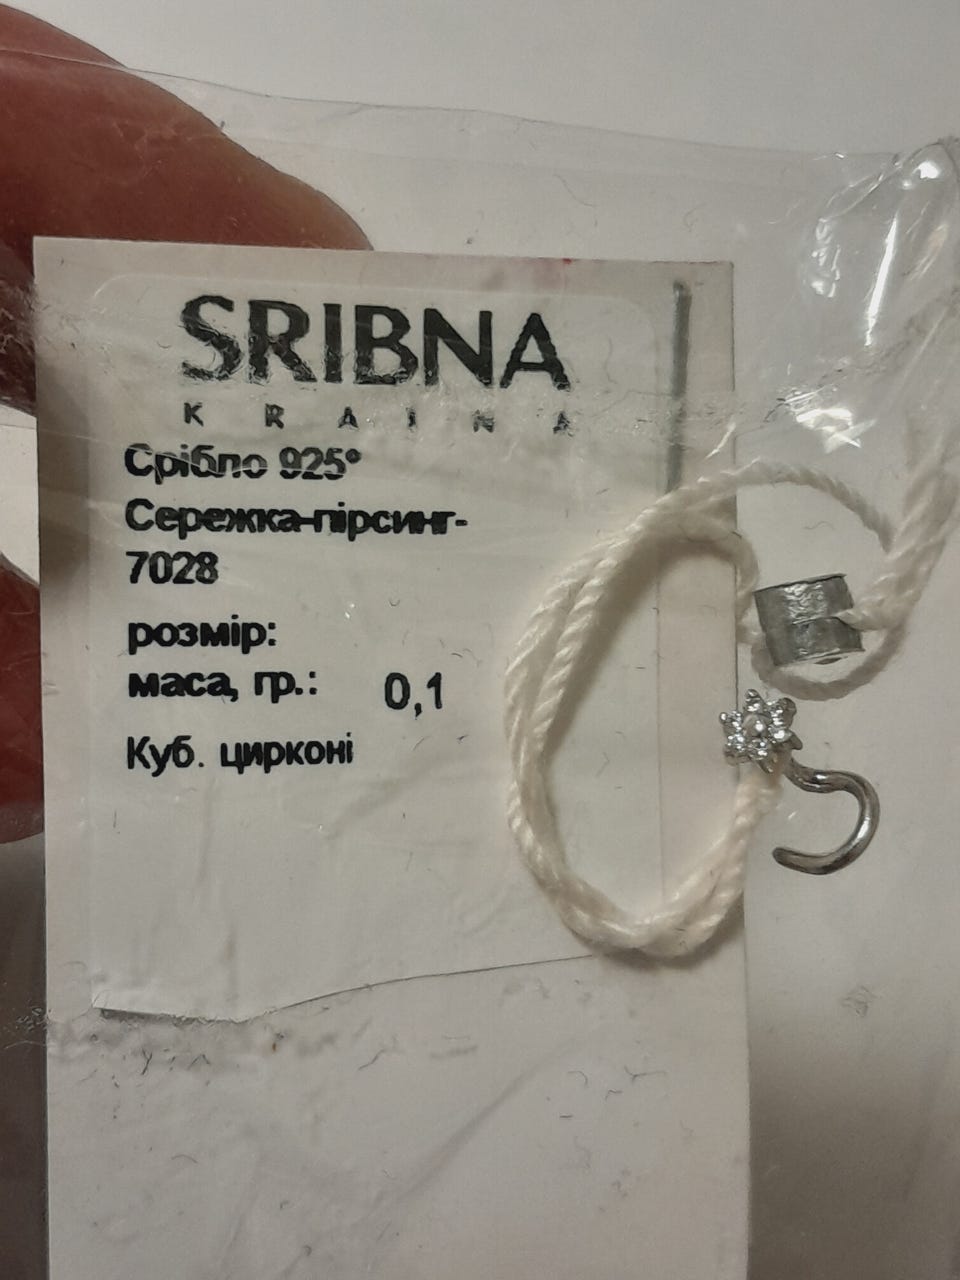 SRIBNA
KRAINA
Срібло 925°
Сережка-пірсинг-
7028
розмір:
маса, гр.: 0,1
Куб. цирконі